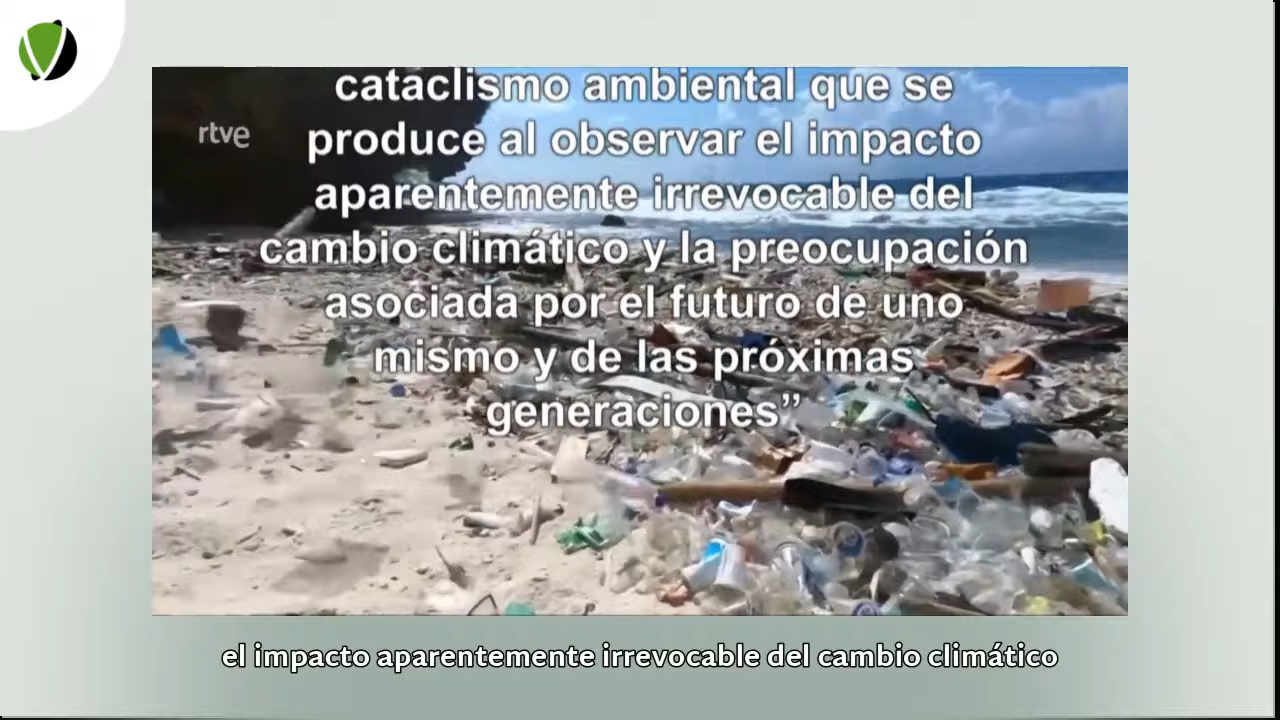 cataclismo ambiental que se
rtve
produce al observar el impacto
aparentemente irrevocable del
cambio climático y la preocupación
asociada por el futuro de uno
mismo y de las próximas
generaciones”
el impacto aparentemente irrevocable del cambio climático